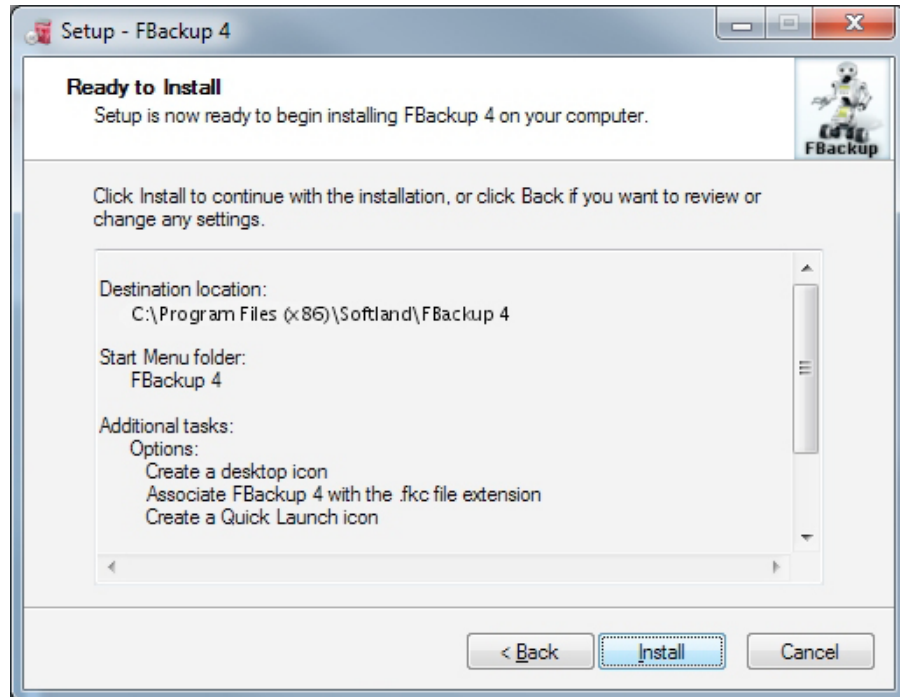 Setup - FBackup 4
Ready to Install
Setup is now ready to begin installing FBackup 4 on your computer.
FBackup
Click Install to continue with the installation, or click Back if you want to review or
change any settings.
Destination location:
C:\Program Files (x86)\Softland\FBackup 4
Start Menu folder:
FBackup 4
Additional tasks:
Options:
Create a desktop icon
Associate FBackup 4 with the .fkc file extension
Create a Quick Launch icon
< Back
Install
Cancel